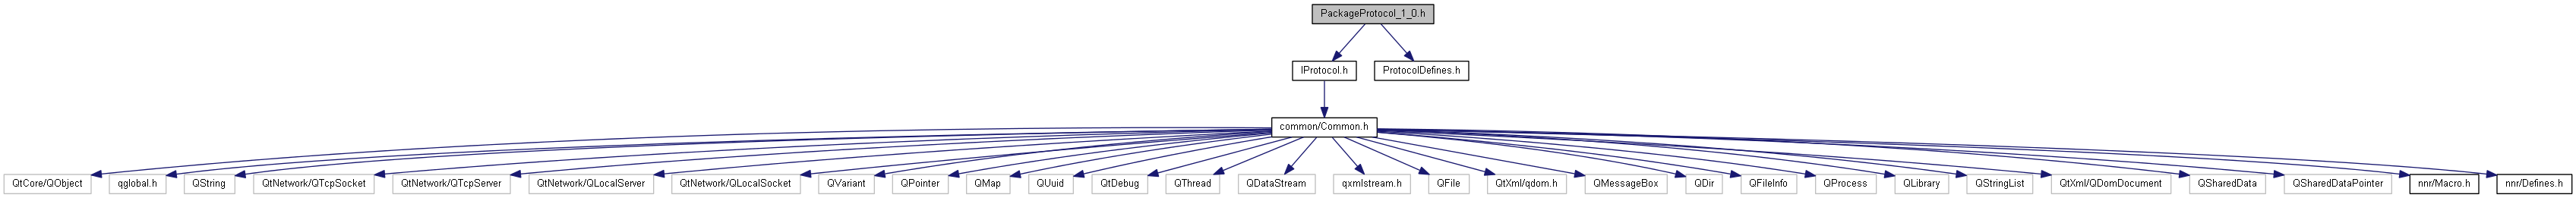 PackageProtocol_1_0.h
IProtocol.h
ProtocolDefines.h
common/Common.h
QtCore/QObject
qglobal.h
QString
QtNetwork/QTcpSocket
QtNetwork/QTcpServer
QtNetwork/QLocalServer
QtNetwork/QLocalSocket
QVariant
QPointer
QMap
QUuid
QtDebug
QThread
QDataStream
qxmlstream.h
QFile
QtXml/qdom.h
QMessageBox
QDir
QFileInfo
QProcess
QLibrary
QStringList
QtXml/QDomDocument
QSharedData
QSharedDataPointer
nnr/Macro.h
nnr/Defines.h